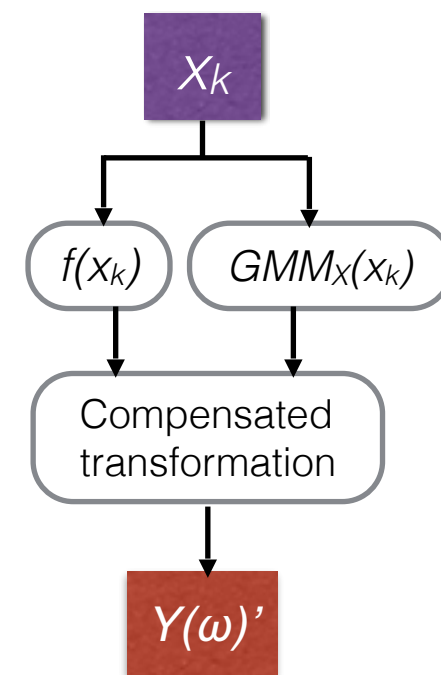 Xk
f(xk)
GMMX(xk)
Compensated
transformation
Y(ω)’